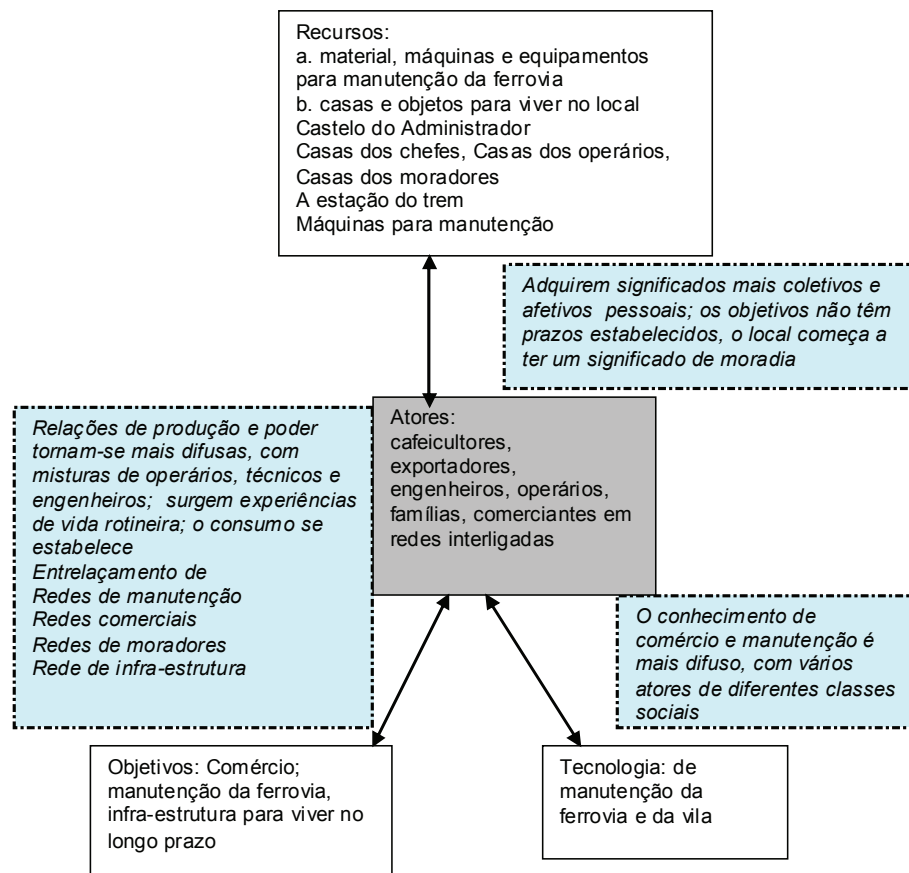 Recursos:
a. material, máquinas e equipamentos
para manutenção da ferrovia
b. casas e objetos para viver no local
Castelo do Administrador
Casas dos chefes, Casas dos operários,
Casas dos moradores
A estação do trem
Máquinas para manutenção
Adquirem significados mais coletivos e
afetivos pessoais; os objetivos não têm
prazos estabelecidos, o local começa a
ter um significado de moradia
Relações de produção e poder
tornam-se mais difusas, com
misturas de operários, técnicos e
engenheiros; surgem experiências
de vida rotineira; o consumo se
estabelece
Entrelaçamento de
Redes de manutenção
Redes comerciais
Redes de moradores
Rede de infra-estrutura
Atores:
cafeicultores,
exportadores,
engenheiros, operários,
famílias, comerciantes em
redes interligadas
O conhecimento de
comércio e manutenção é
mais difuso, com vários
atores de diferentes classes
sociais
Objetivos: Comércio;
manutenção da ferrovia,
infra-estrutura para viver no
longo prazo
Tecnologia: de
manutenção da
ferrovia e da vila